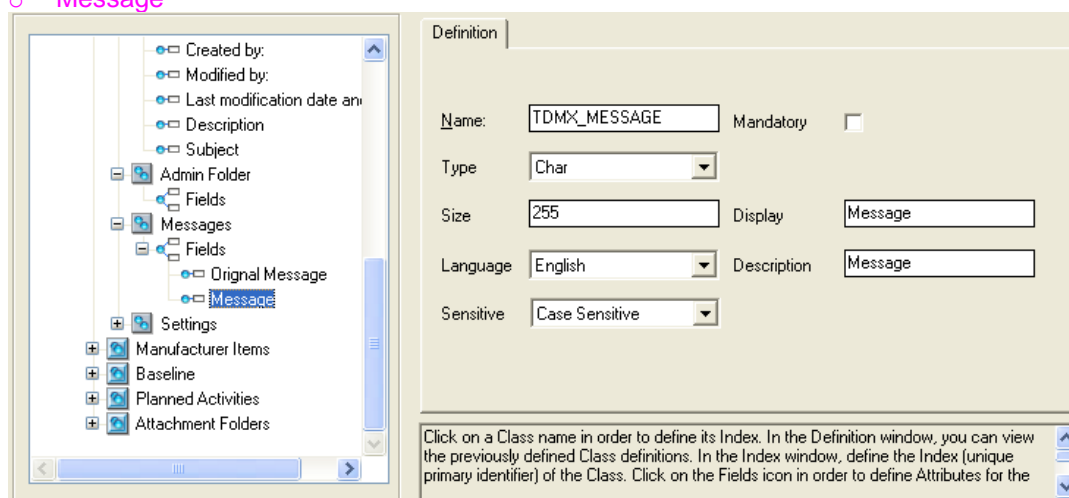 o Message
Created by:
Modified by:
Last modification date an
Description
Subject
Admin Folder
Fields
Messages
Fields
Orignal Message
Message
Settings
Manufacturer Items
Baseline
Planned Activities
Attachment Folders
Definition
Name: TDMX_MESSAGE Mandatory
Type Char
Size 255 Display Message
Language English Description Message
Sensitive Case Sensitive
Click on a Class name in order to define its Index. In the Definition window, you can view
the previously defined Class definitions. In the Index window, define the Index (unique
primary identifier) of the Class. Click on the Fields icon in order to define Attributes for the